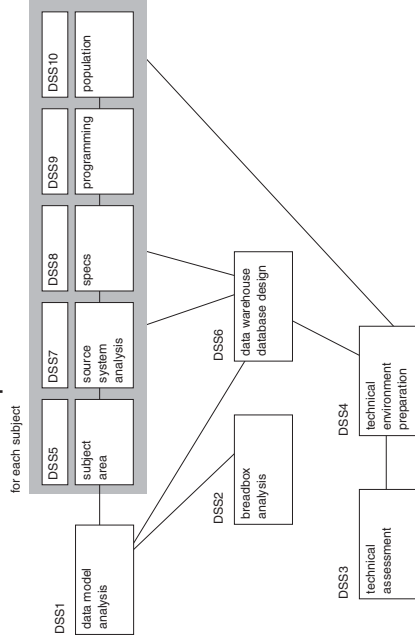 for each subject
DSS1
data model
analysis
DSS5
subject
area
DSS7
source
system
analysis
DSS8
specs
DSS9
programming
DSS10
population
DSS2
breadbox
analysis
DSS6
data warehouse
database design
DSS3
technical
assessment
DSS4
technical
environment
preparation